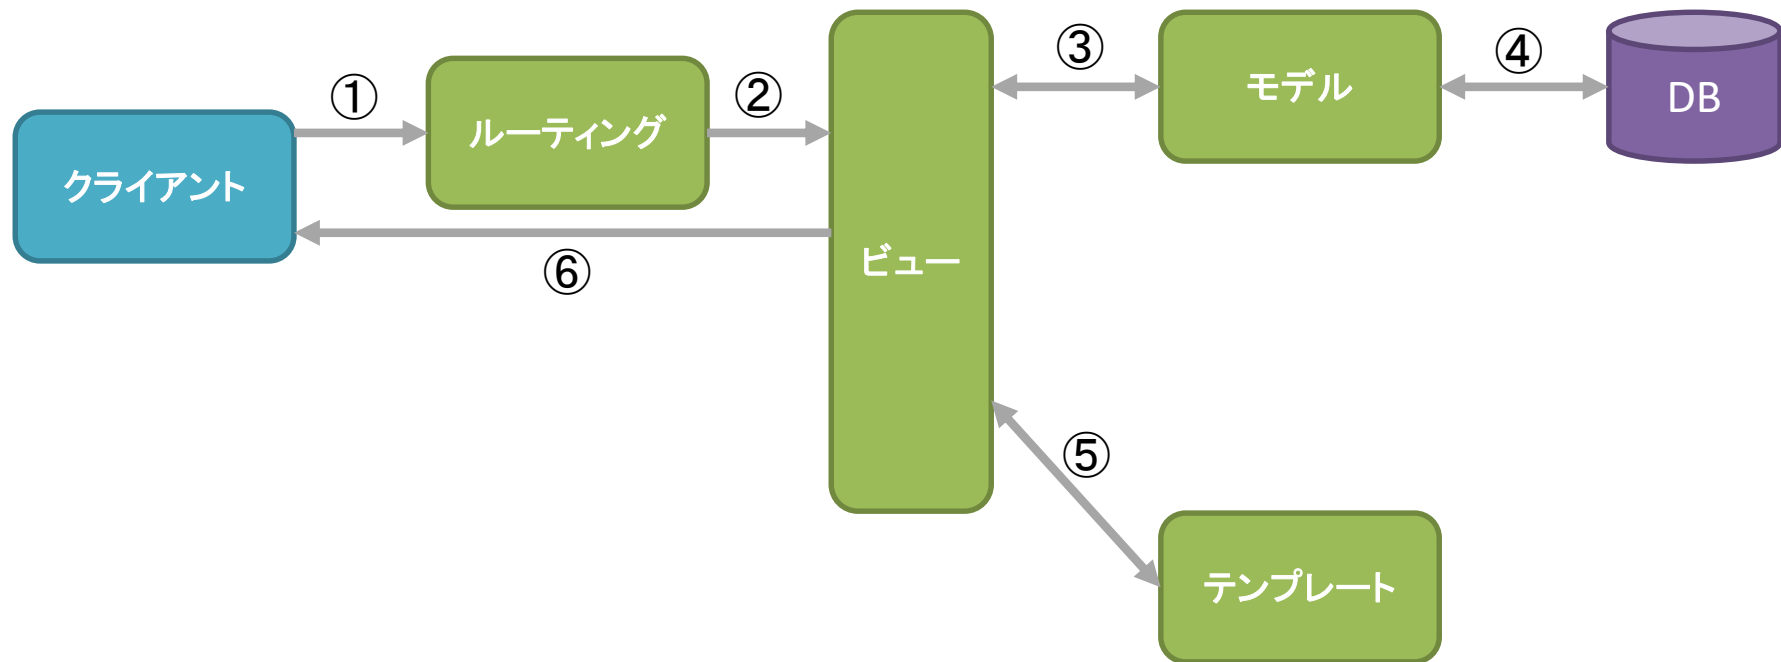 ①
②
③
④
クライアント
ルーティング
ビュー
モデル
DB
⑥
⑤
テンプレート